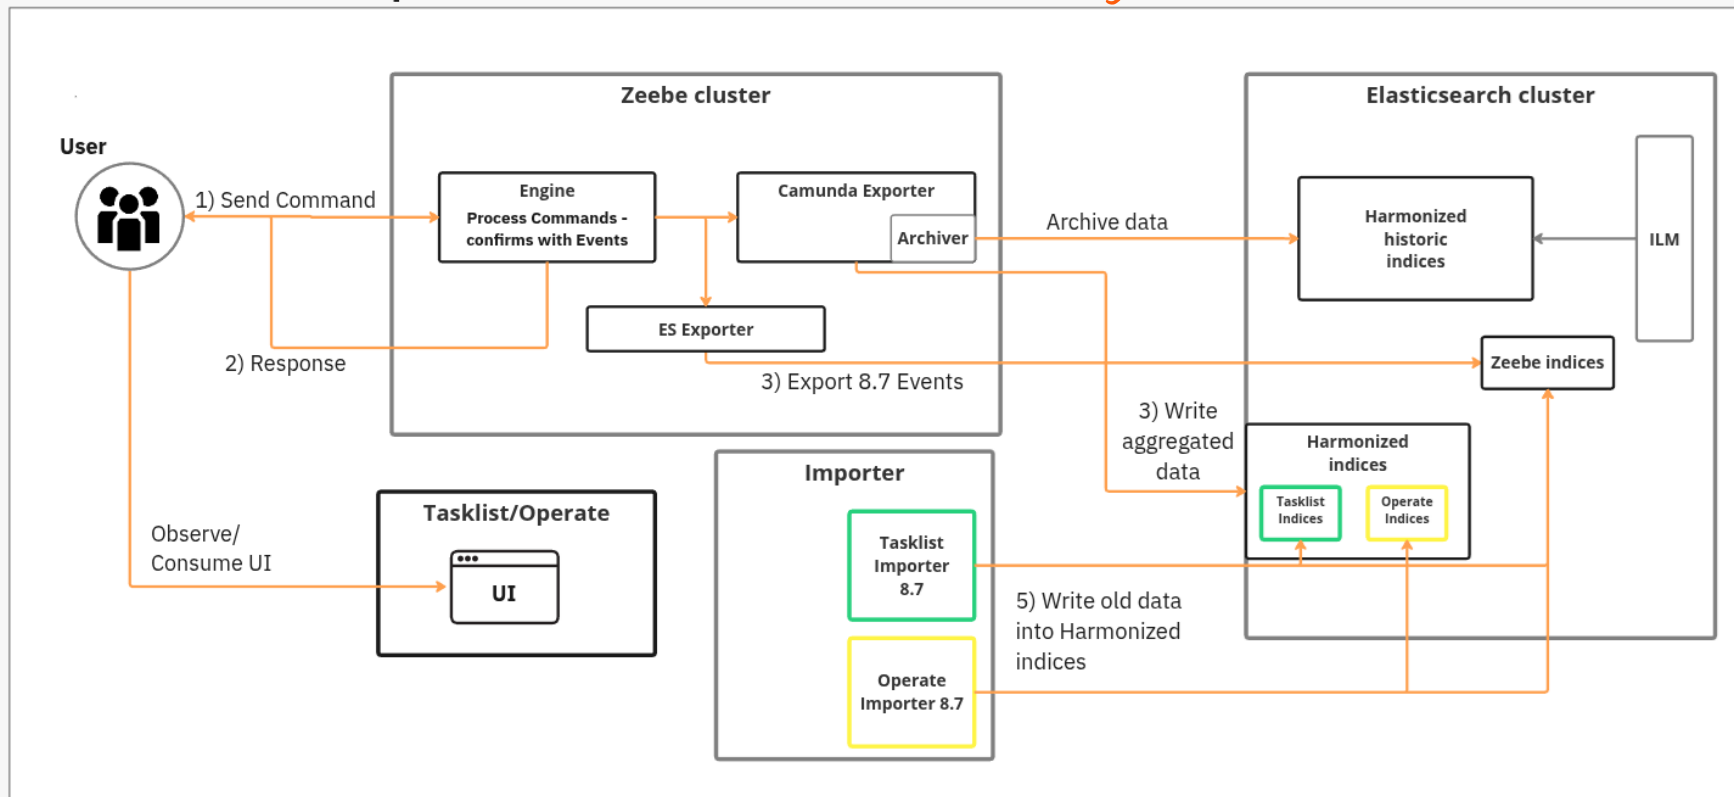 Zeebe cluster
Elasticsearch cluster
User
1) Send Command
Engine
Process Commands -
confirms with Events
Camunda Exporter
Archiver
Archive data
Harmonized
historic
indices
ILM
ES Exporter
2) Response
3) Export 8.7 Events
Zeebe indices
3) Write
aggregated
data
Harmonized
indices
Tasklist
Indices
Operate
Indices
Importer
Tasklist/Operate
UI
Observe/
Consume UI
Tasklist
Importer
8.7
5) Write old data
into Harmonized
indices
Operate
Importer 8.7